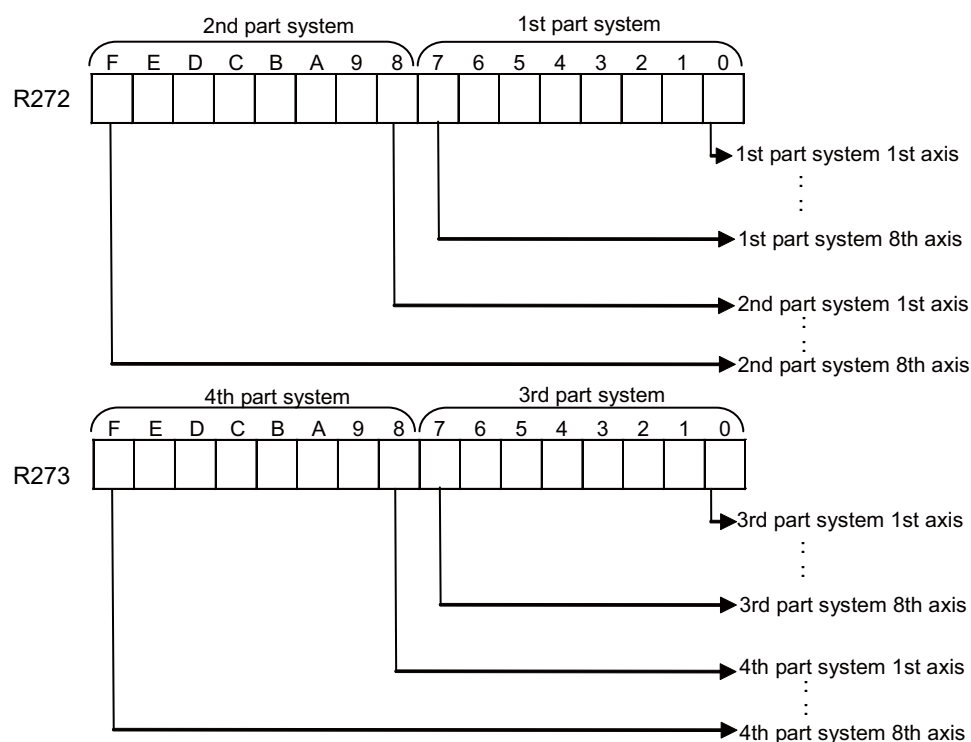 2nd part system 1st part system
F E D C B A 9 8 7 6 5 4 3 2 1 0
R272
1st part system 1st axis
:
:
1st part system 8th axis
2nd part system 1st axis
:
:
2nd part system 8th axis
4th part system 3rd part system
F E D C B A 9 8 7 6 5 4 3 2 1 0
R273
3rd part system 1st axis
:
:
3rd part system 8th axis
4th part system 1st axis
:
:
4th part system 8th axis